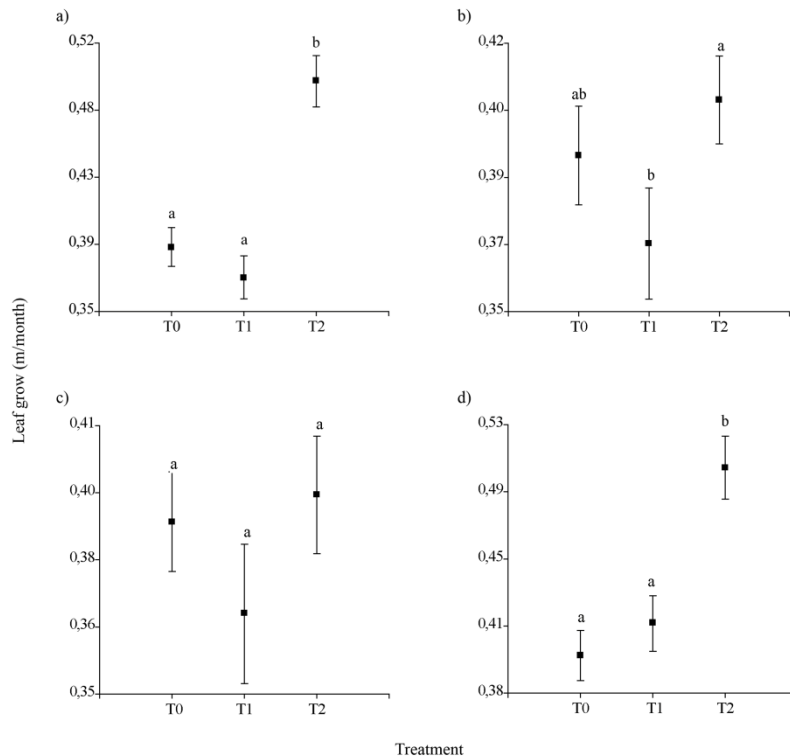 a)
0,52
0,48
0,43
0,39
0,35
a
a
b
T0 T1 T2
b)
0,42
0,40
0,39
0,37
0,35
ab
b
a
T0 T1 T2
c)
0,41
0,40
0,38
0,36
0,35
a
a
a
T0 T1 T2
d)
0,53
0,49
0,45
0,41
0,38
a
a
b
T0 T1 T2
Leaf grow (m/month)
Treatment